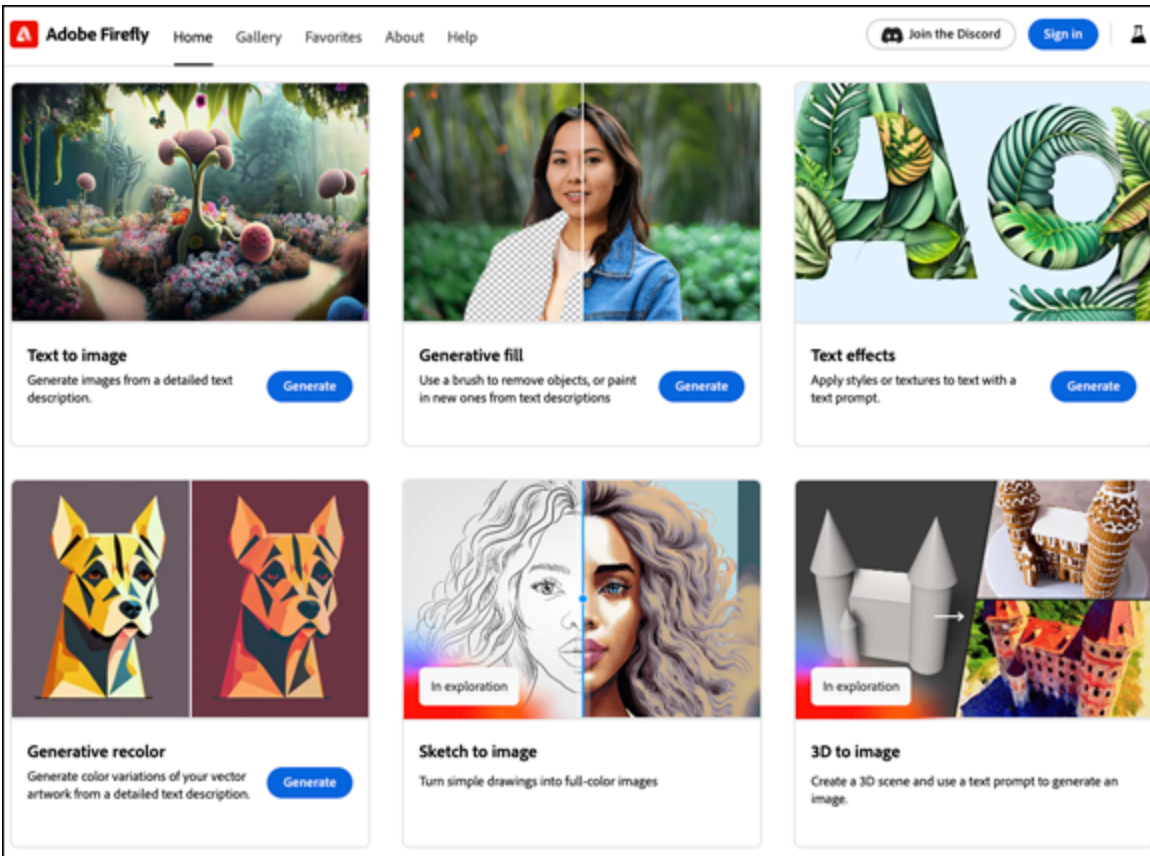 Adobe Firefly
Home
Gallery
Favorites
About
Help
Join the Discord
Sign in
Ag
Text to image
Generate images from a detailed text
description.
Generate
Generative fill
Use a brush to remove objects, or paint
in new ones from text descriptions
Generate
Text effects
Apply styles or textures to text with a
text prompt.
Generate
Generative recolor
Generate color variations of your vector
artwork from a detailed text description.
Generate
In exploration
Sketch to image
Turn simple drawings into full-color images
In exploration
3D to image
Create a 3D scene and use a text prompt to generate an
image.